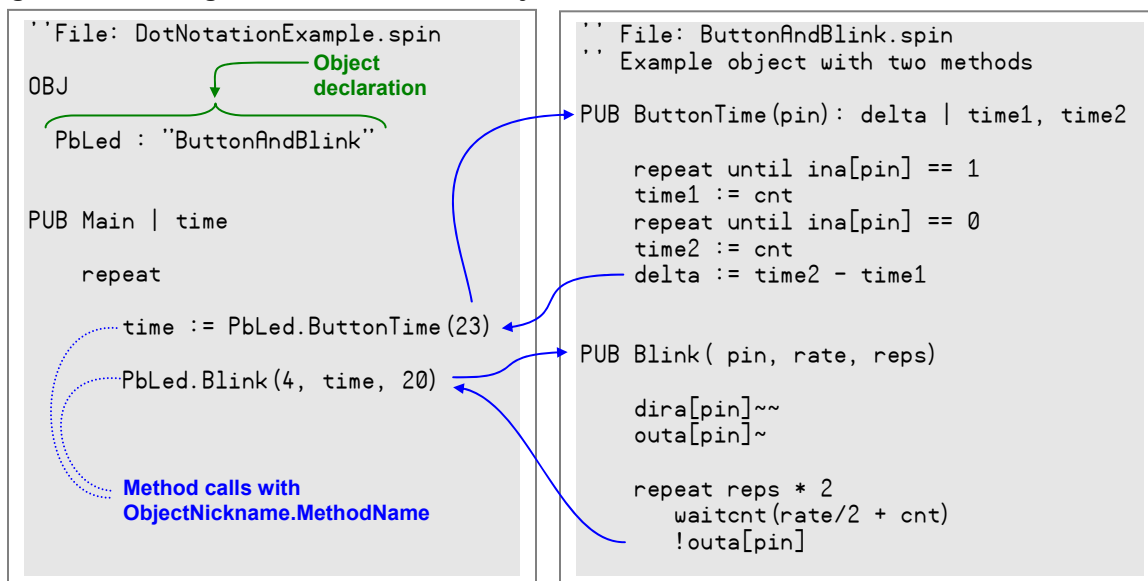 ''File: DotNotationExample.spin
OBJ
Object
declaration
PbLed : "ButtonAndBlink"
PUB Main | time
repeat
time := PbLed.ButtonTime(23)
PbLed.Blink(4, time, 20)
Method calls with
ObjectNickname.MethodName
'' File: ButtonAndBlink.spin
'' Example object with two methods
PUB ButtonTime(pin): delta | time1, time2
repeat until ina[pin] == 1
time1 := cnt
repeat until ina[pin] == 0
time2 := cnt
delta := time2 - time1
PUB Blink( pin, rate, reps)
dira[pin]~~
outa[pin]~
repeat reps * 2
waitcnt(rate/2 + cnt)
!outa[pin]